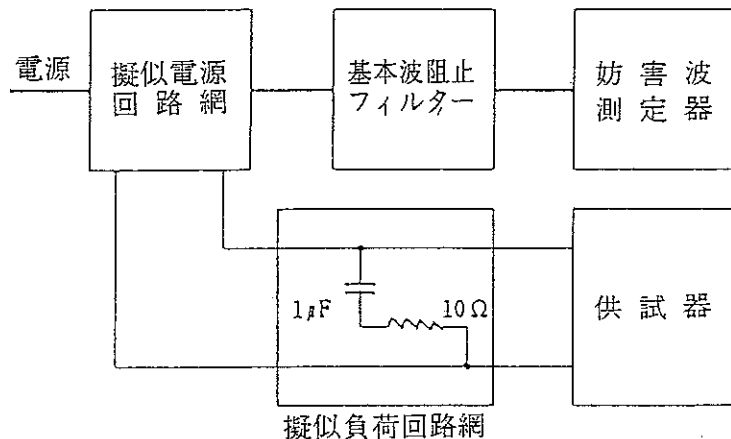 電源
擬似電源
回路網
基本波阻止
フィルター
妨害波
測定器
1μF
10Ω
供試器
擬似負荷回路網